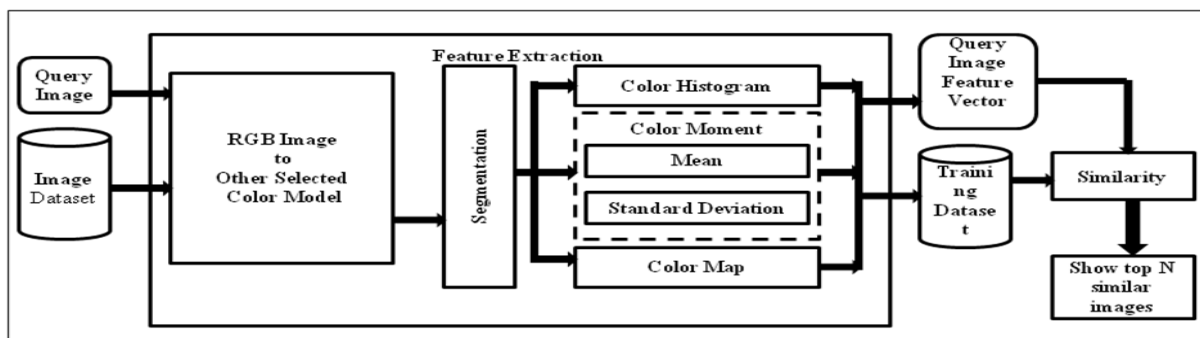 Query
Image
Image
Dataset
RGB Image
to
Other Selected
Color Model
Feature Extraction
Segmentation
Color Histogram
Color Moment
Mean
Standard Deviation
Color Map
Query
Image
Feature
Vector
Traini
ng
Datase
t
Similarity
Show top N
similar
images